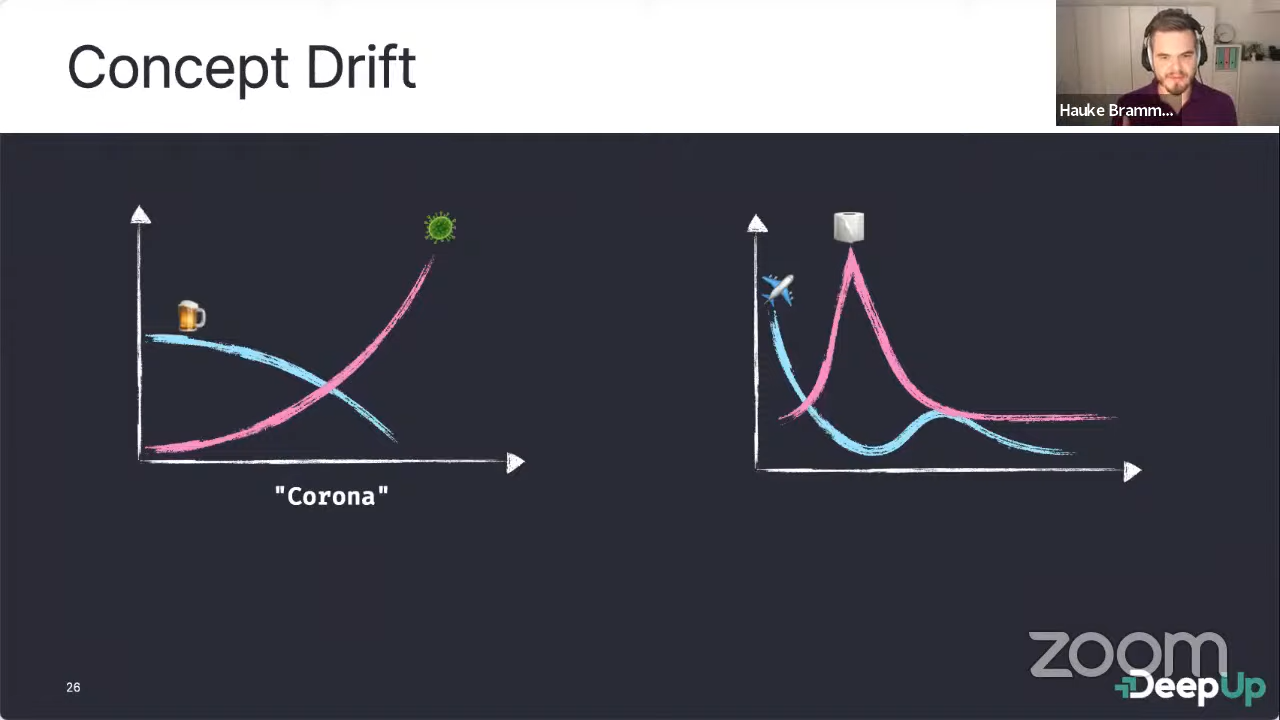 Concept Drift
Hauke Bramm...
"Corona"
26
zoom
DeepUp